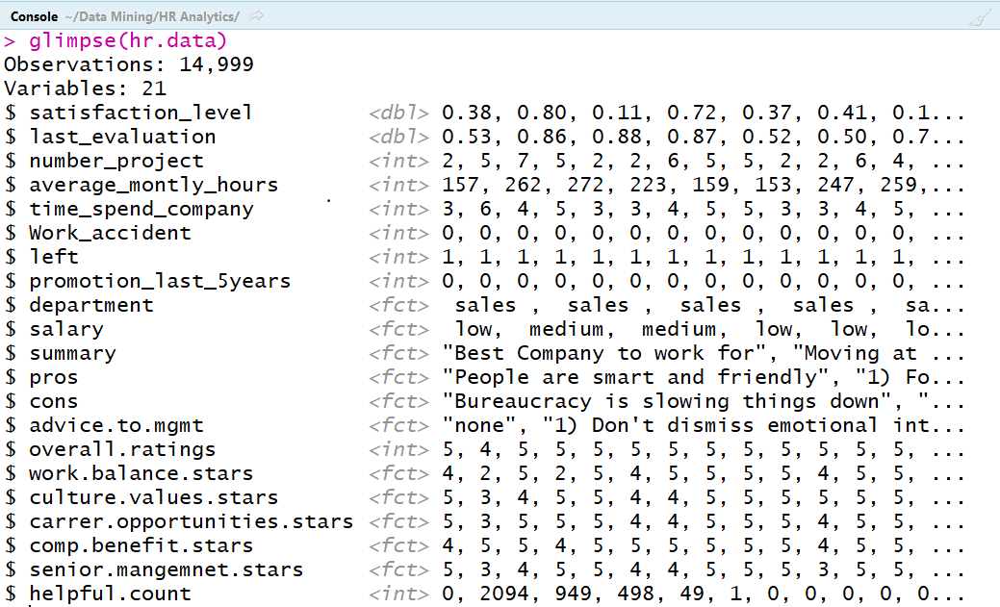 Console ~/Data Mining/HR Analytics/
> glimpse(hr.data)
Observations: 14,999
Variables: 21
$ satisfaction_level <dbl> 0.38, 0.80, 0.11, 0.72, 0.37, 0.41, 0.1...
$ last_evaluation <dbl> 0.53, 0.86, 0.88, 0.87, 0.52, 0.50, 0.7...
$ number_project <int> 2, 5, 7, 5, 2, 2, 6, 5, 5, 2, 2, 6, 4, ...
$ average_montly_hours <int> 157, 262, 272, 223, 159, 153, 247, 259,...
$ time_spend_company <int> 3, 6, 4, 5, 3, 3, 4, 5, 5, 3, 3, 4, 5, ...
$ Work_accident <int> 0, 0, 0, 0, 0, 0, 0, 0, 0, 0, 0, 0, 0, ...
$ left <int> 1, 1, 1, 1, 1, 1, 1, 1, 1, 1, 1, 1, 1, ...
$ promotion_last_5years <int> 0, 0, 0, 0, 0, 0, 0, 0, 0, 0, 0, 0, 0, ...
$ department <fct> sales , sales , sales , sales , sa...
$ salary <fct> low, medium, medium, low, low, lo...
$ summary <fct> "Best Company to work for", "Moving at ...
$ pros <fct> "People are smart and friendly", "1) Fo...
$ cons <fct> "Bureaucracy is slowing things down", "...
$ advice.to.mgmt <fct> "none", "1) Don't dismiss emotional int...
$ overall.ratings <int> 5, 4, 5, 5, 5, 5, 5, 5, 5, 5, 5, 5, 5, ...
$ work.balance.stars <fct> 4, 2, 5, 2, 5, 4, 5, 5, 5, 5, 4, 5, 5, ...
$ culture.values.stars <fct> 5, 3, 4, 5, 5, 4, 4, 5, 5, 5, 5, 5, 5, ...
$ carrer.opportunities.stars <fct> 5, 3, 5, 5, 5, 4, 4, 5, 5, 5, 4, 5, 5, ...
$ comp.benefit.stars <fct> 4, 5, 5, 4, 5, 5, 5, 5, 5, 5, 4, 5, 5, ...
$ senior.mangemnet.stars <fct> 5, 3, 4, 5, 5, 4, 4, 5, 5, 5, 3, 5, 5, ...
$ helpful.count <int> 0, 2094, 949, 498, 49, 1, 0, 0, 0, 0, 0...